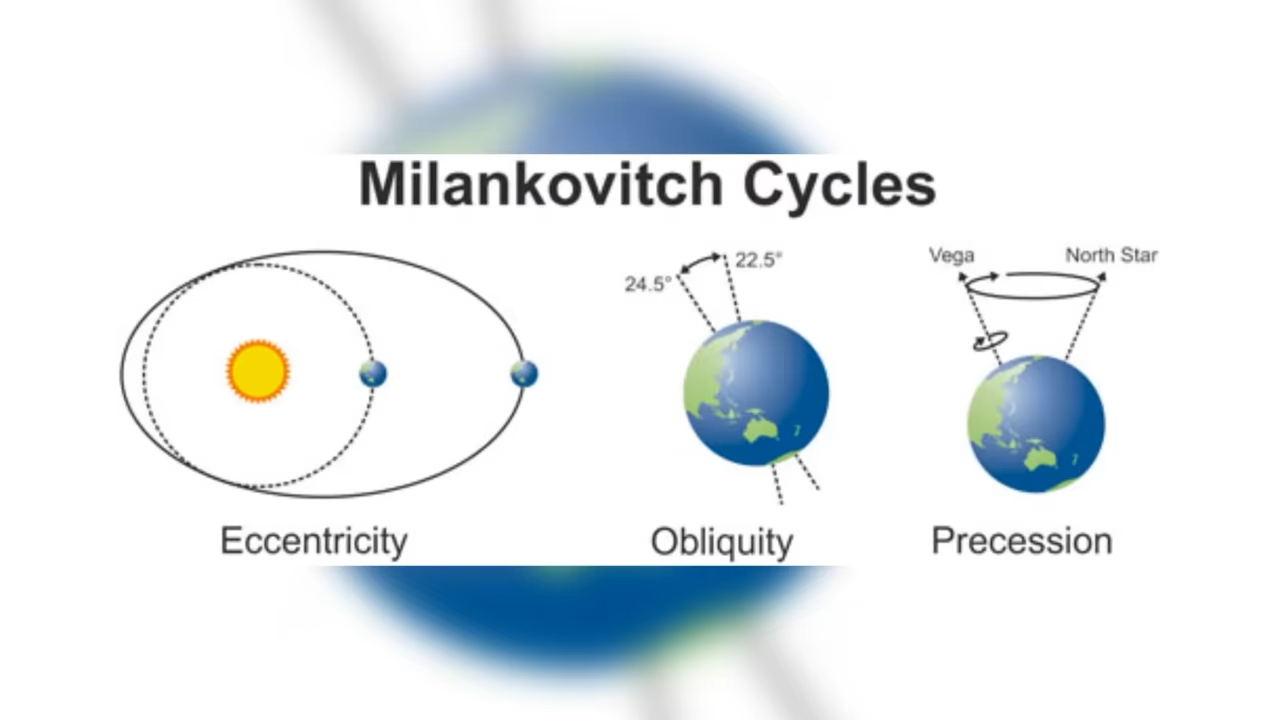 Milankovitch Cycles
24.5°
22.5°
Vega
North Star
Eccentricity
Obliquity
Precession